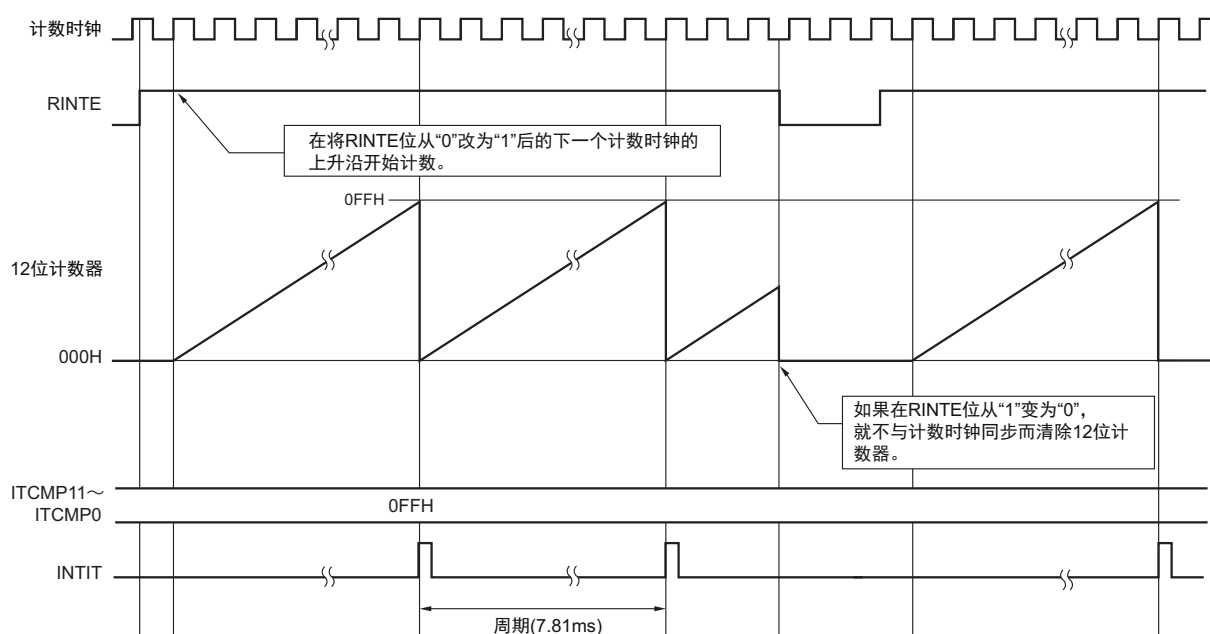 计数时钟
RINTE
在将RINTE位从“0”改为“1”后的下一个计数时钟的
上升沿开始计数。
0FFH
12位计数器
000H
如果在RINTE位从“1”变为“0”，
就不与计数时钟同步而清除12位计
数器。
ITCMP11～
ITCMP0
0FFH
INTIT
周期(7.81ms)